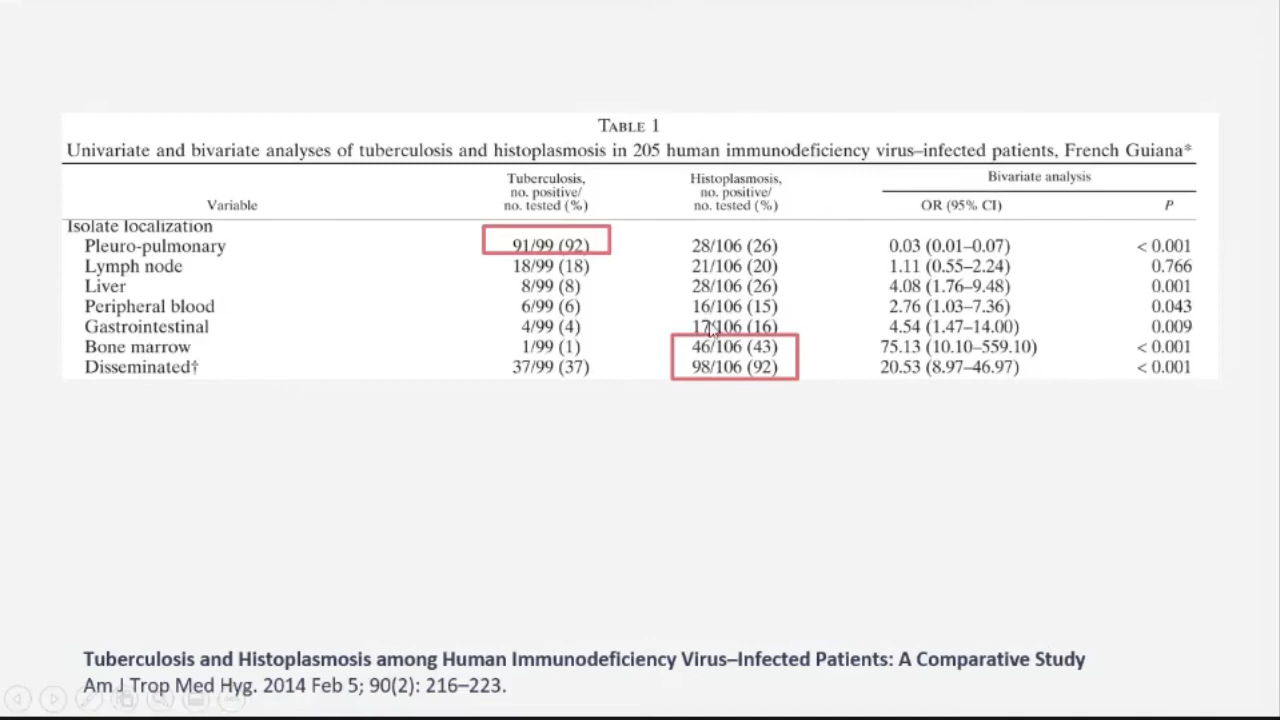 TABLE 1
Univariate and bivariate analyses of tuberculosis and histoplasmosis in 205 human immunodeficiency virus–infected patients, French Guiana*
Variable Tuberculosis, no. positive/ no. tested (%) Histoplasmosis, no. positive/ no. tested (%) Bivariate analysis
OR (95% CI) P
Isolate localization
Pleuro-pulmonary 91/99 (92) 28/106 (26) 0.03 (0.01–0.07) < 0.001
Lymph node 18/99 (18) 21/106 (20) 1.11 (0.55–2.24) 0.766
Liver 8/99 (8) 28/106 (26) 4.08 (1.76–9.48) 0.001
Peripheral blood 6/99 (6) 16/106 (15) 2.76 (1.03–7.36) 0.043
Gastrointestinal 4/99 (4) 17/106 (16) 4.54 (1.47–14.00) 0.009
Bone marrow 1/99 (1) 46/106 (43) 75.13 (10.10–559.10) < 0.001
Disseminated† 37/99 (37) 98/106 (92) 20.53 (8.97–46.97) < 0.001
Tuberculosis and Histoplasmosis among Human Immunodeficiency Virus–Infected Patients: A Comparative Study
Am J Trop Med Hyg. 2014 Feb 5; 90(2): 216–223.